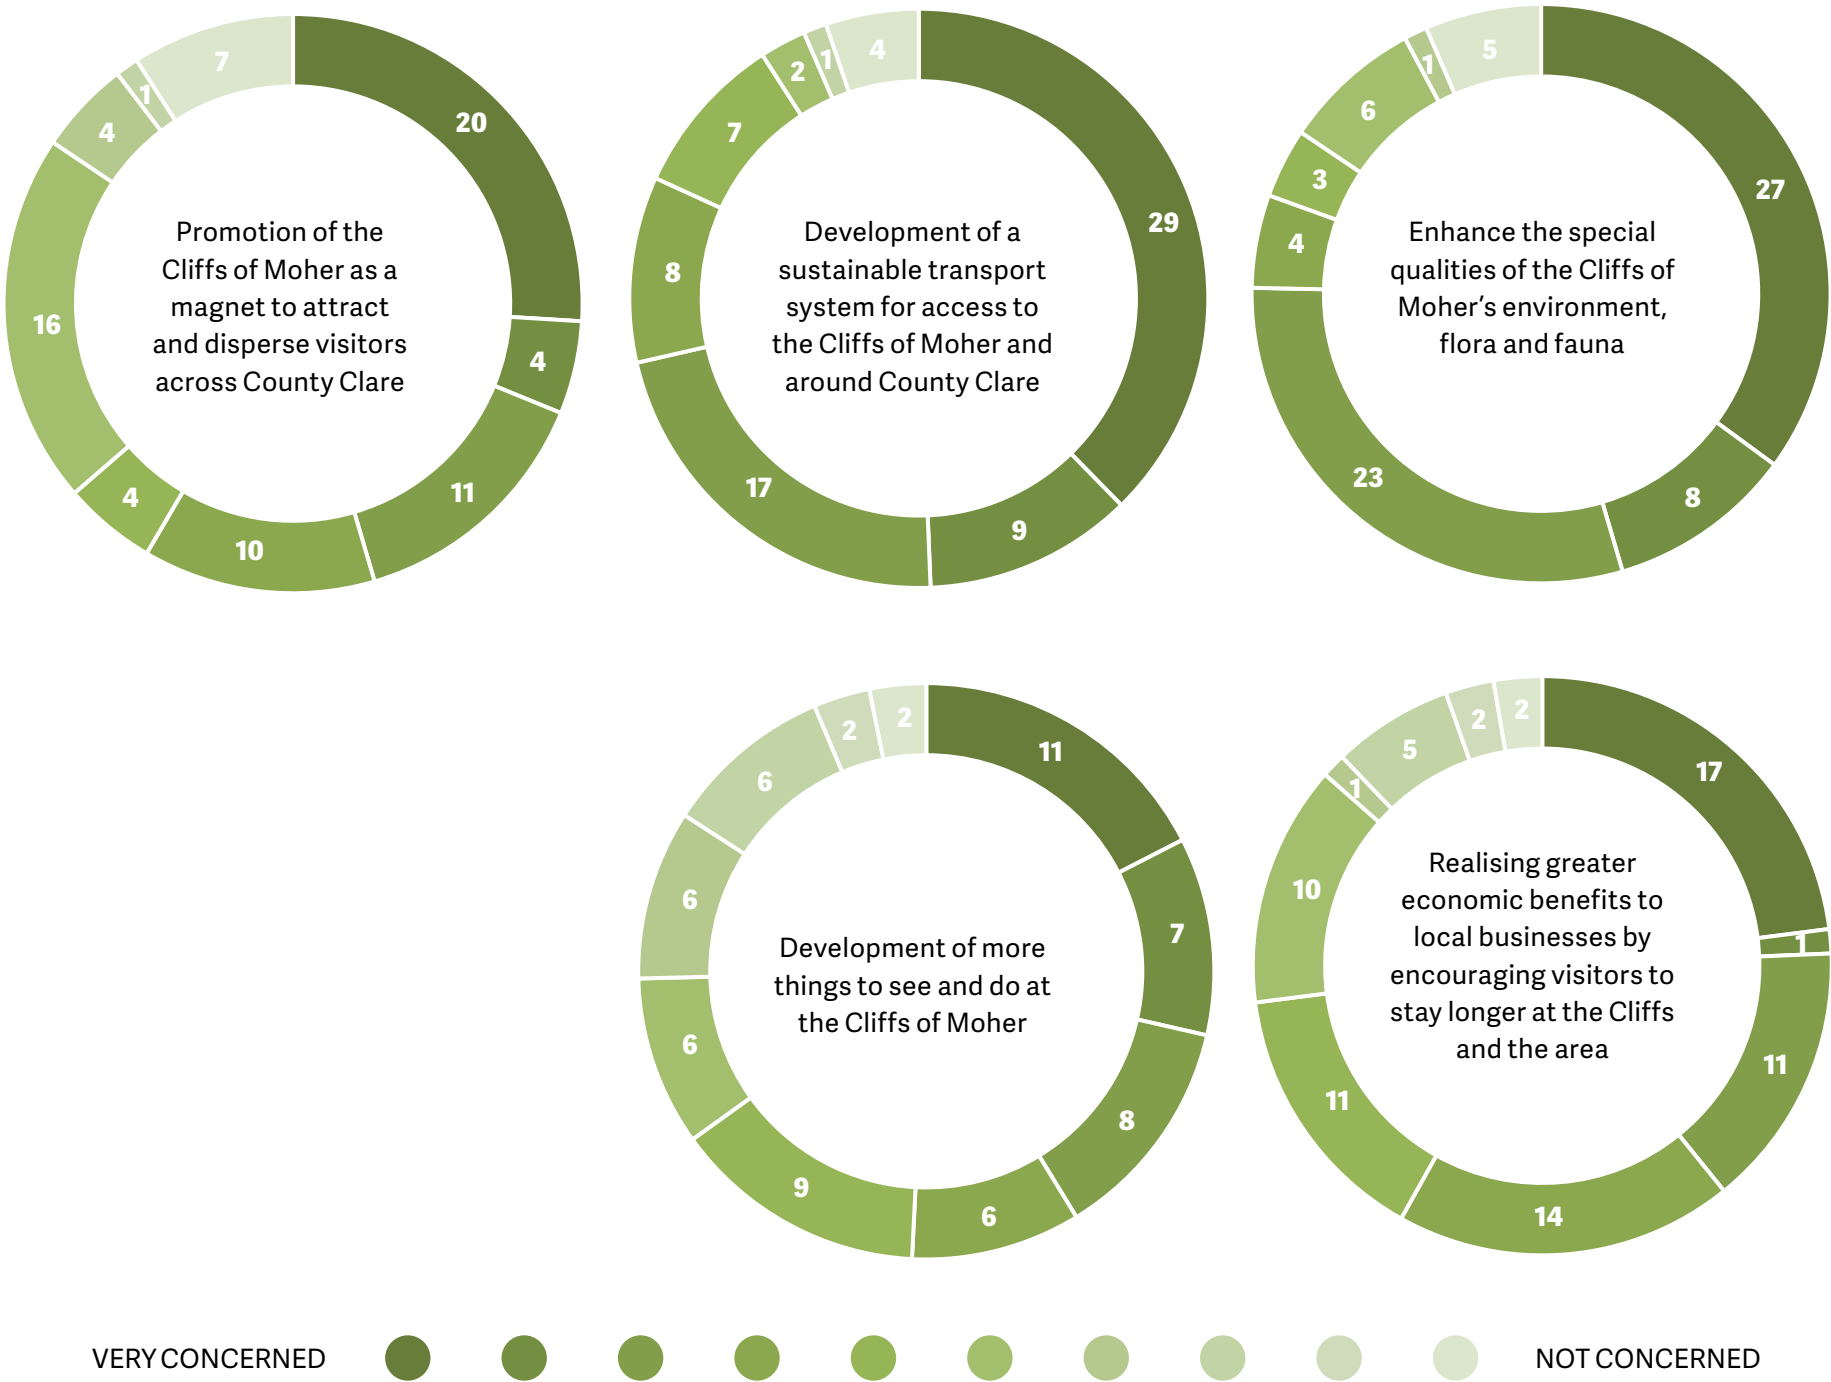 20
4
11
10
4
16
4
1
7
Promotion of the
Cliffs of Moher as a
magnet to attract
and disperse visitors
across County Clare
29
9
17
8
7
2
1
4
Development of a
sustainable transport
system for access to
the Cliffs of Moher and
around County Clare
27
8
23
4
3
6
1
5
Enhance the special
qualities of the Cliffs of
Moher’s environment,
flora and fauna
11
7
8
6
9
6
6
6
2
2
Development of more
things to see and do at
the Cliffs of Moher
17
1
11
14
11
10
1
5
2
2
Realising greater
economic benefits to
local businesses by
encouraging visitors to
stay longer at the Cliffs
and the area
VERY CONCERNED
NOT CONCERNED